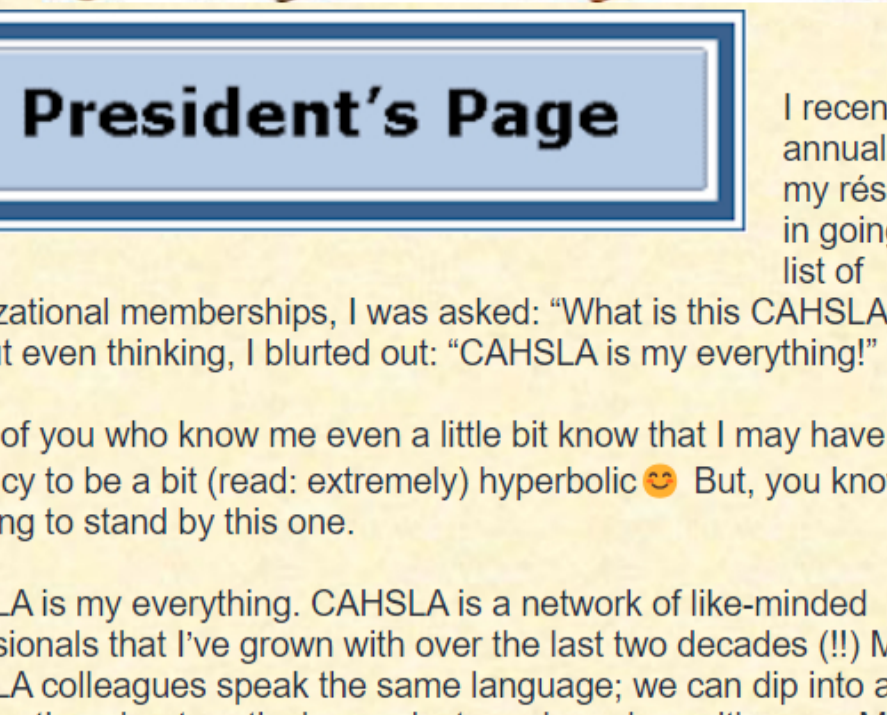 President’s Page
I recen
annual
my rés
in going
list of
zational memberships, I was asked: “What is this CAHSLA
t even thinking, I blurted out: “CAHSLA is my everything!”
of you who know me even a little bit know that I may have
cy to be a bit (read: extremely) hyperbolic😊 But, you kno
ng to stand by this one.
LA is my everything. CAHSLA is a network of like-minded
sionals that I’ve grown with over the last two decades (!!) M
LA colleagues speak the same language; we can dip into a